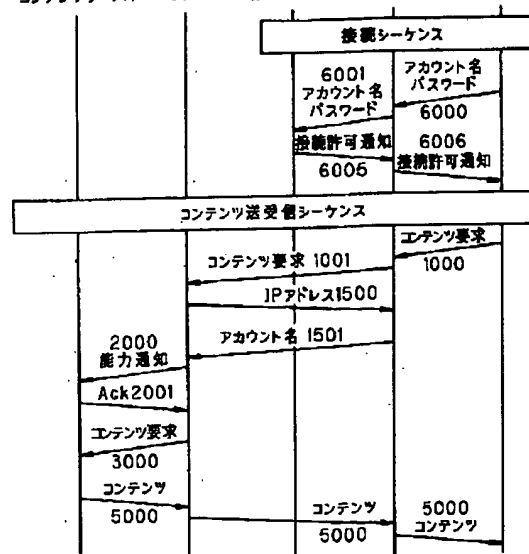 接続シーケンス
6001
アカウント名
パスワード
アカウント名
パスワード
6000
接続許可通知
6005
6006
接続許可通知
コンテンツ送受信シーケンス
コンテンツ要求
1000
コンテンツ要求 1001
IPアドレス1500
アカウント名 1501
2000
能力通知
Ack2001
コンテンツ要求
3000
コンテンツ
5000
コンテンツ
5000
5000
コンテンツ